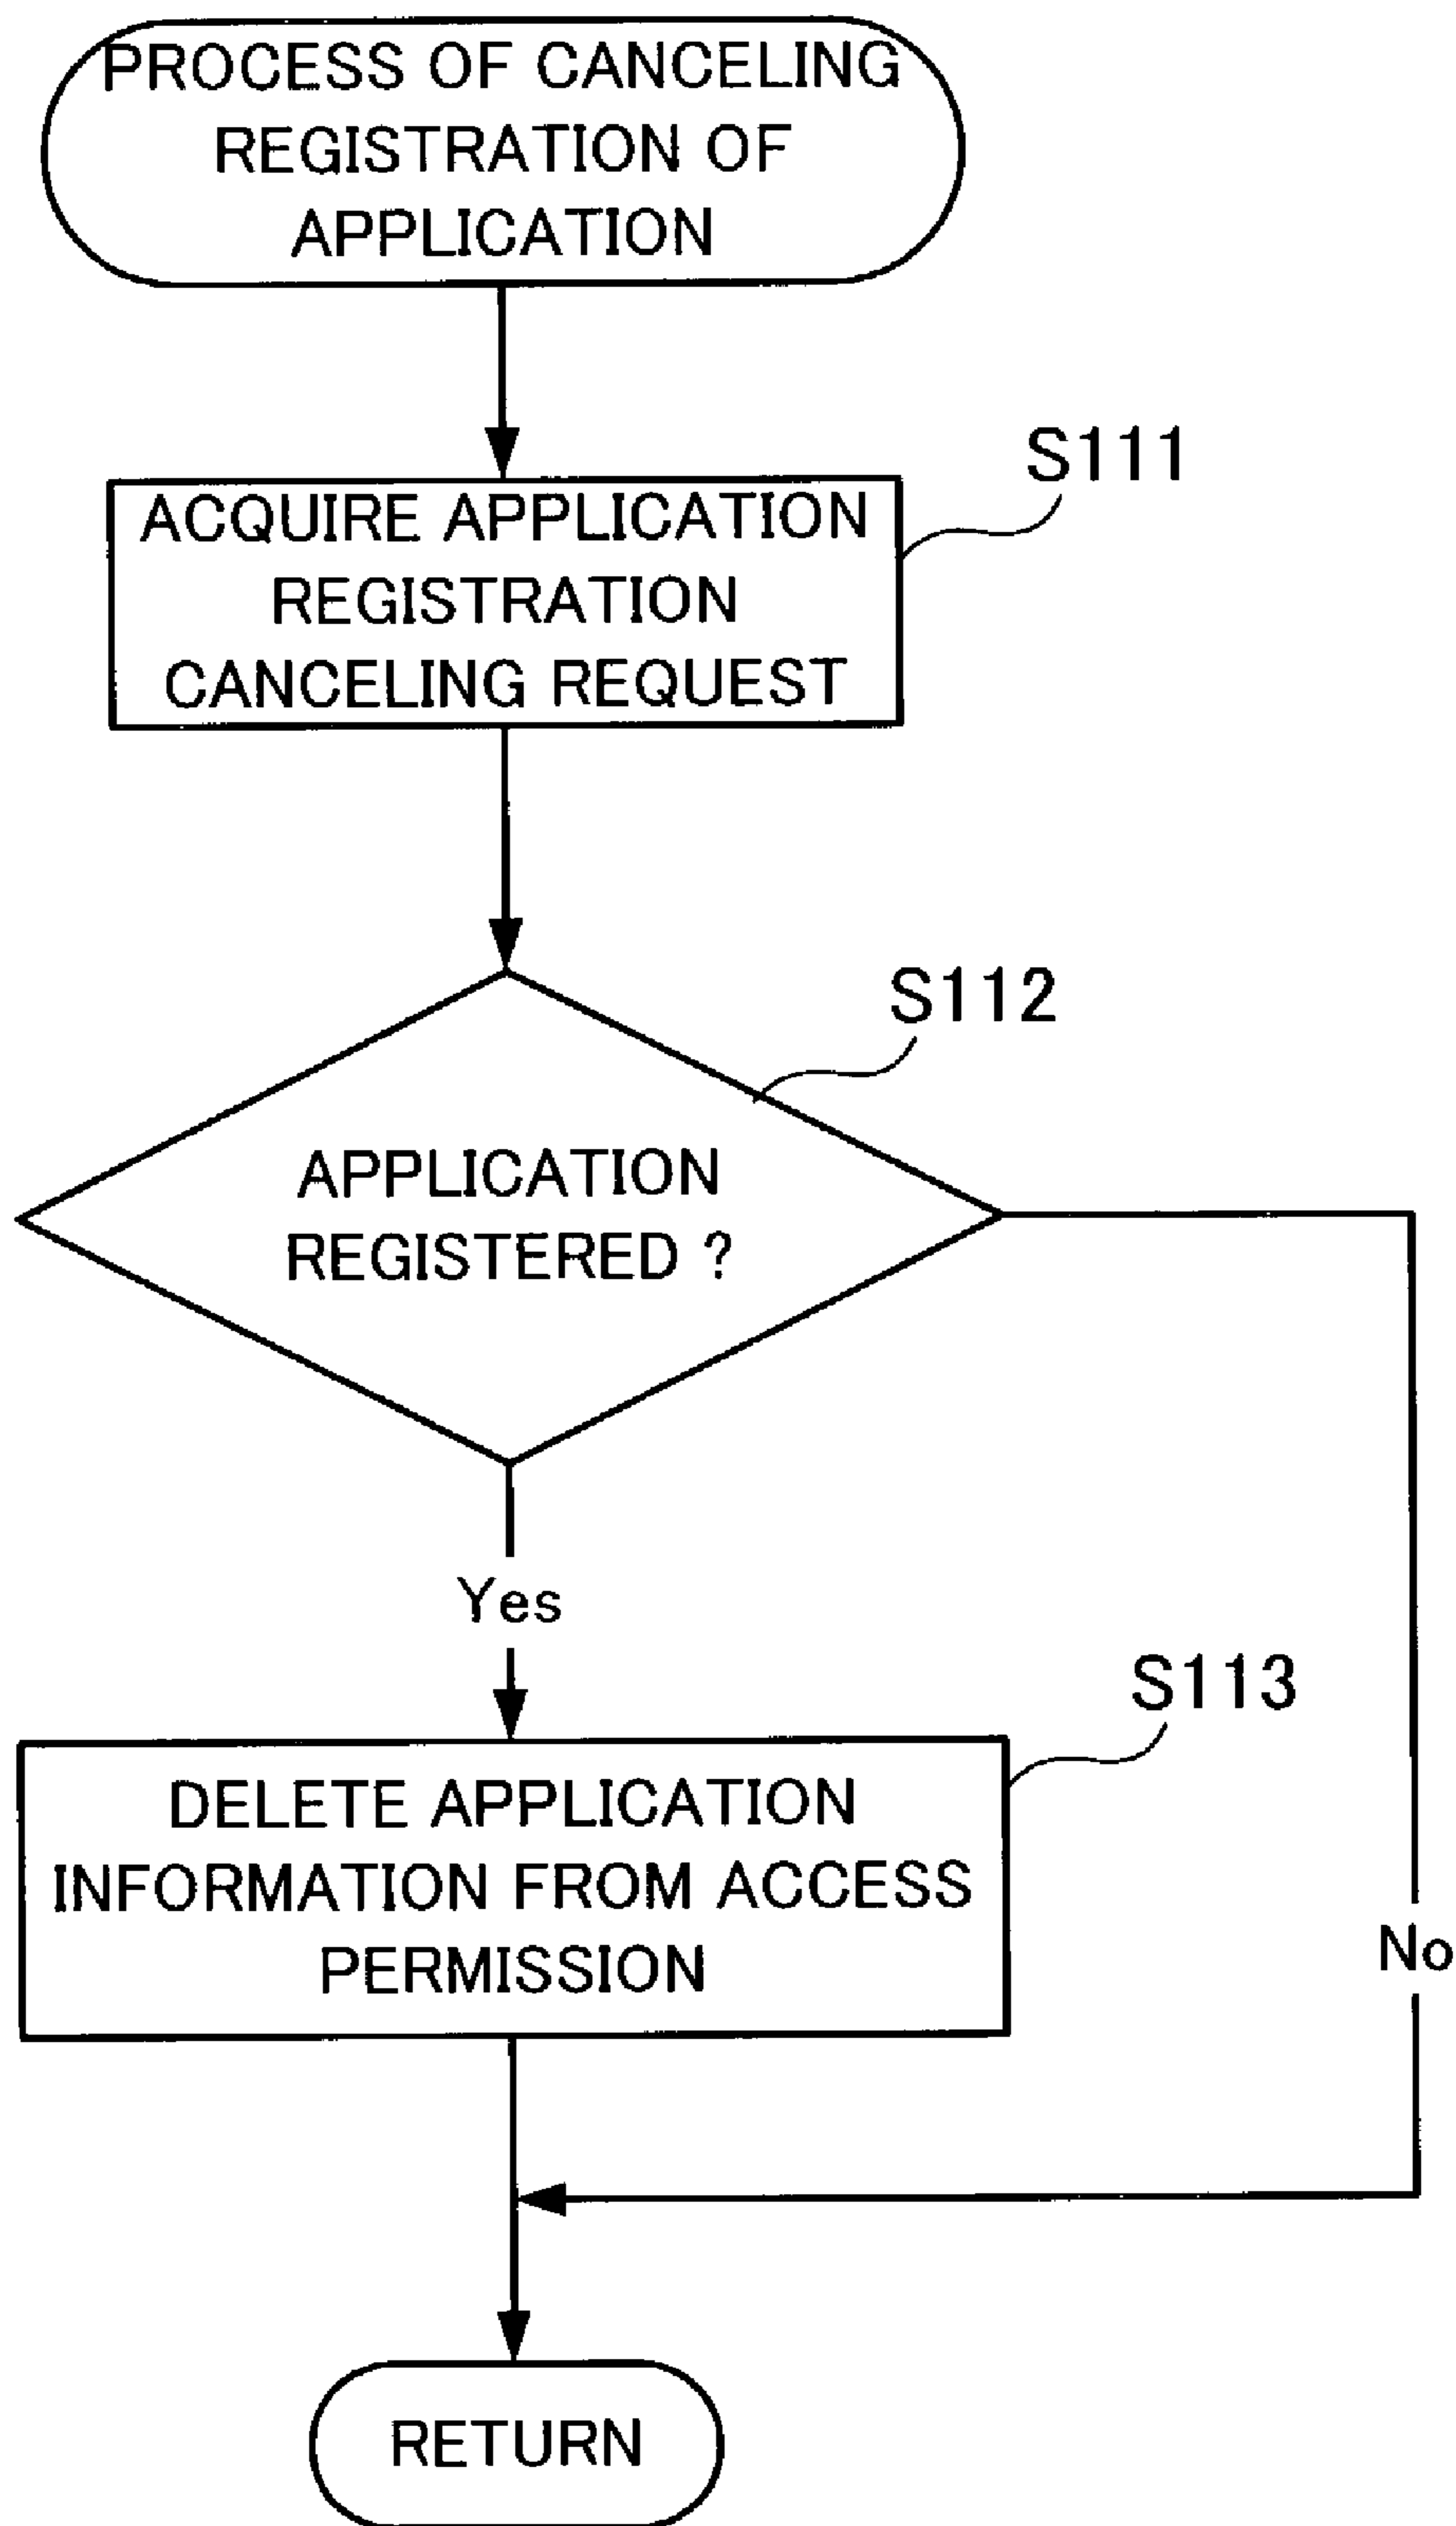 PROCESS OF CANCELING
REGISTRATION OF
APPLICATION
S111
ACQUIRE APPLICATION
REGISTRATION
CANCELING REQUEST
S112
APPLICATION
REGISTERED ?
Yes
S113
DELETE APPLICATION
INFORMATION FROM ACCESS
PERMISSION
No
RETURN